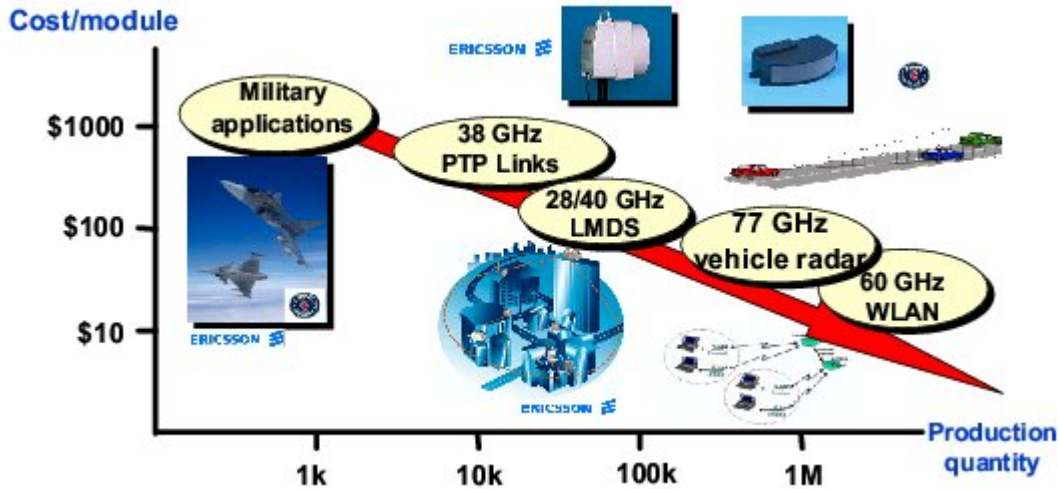 Cost/module
ERICSSON
Military
applications
$1000
38 GHz
PTP Links
28/40 GHz
LMDS
$100
77 GHz
vehicle radar
60 GHz
WLAN
$10
ERICSSON
ERICSSON
Production
quantity
1k
10k
100k
1M